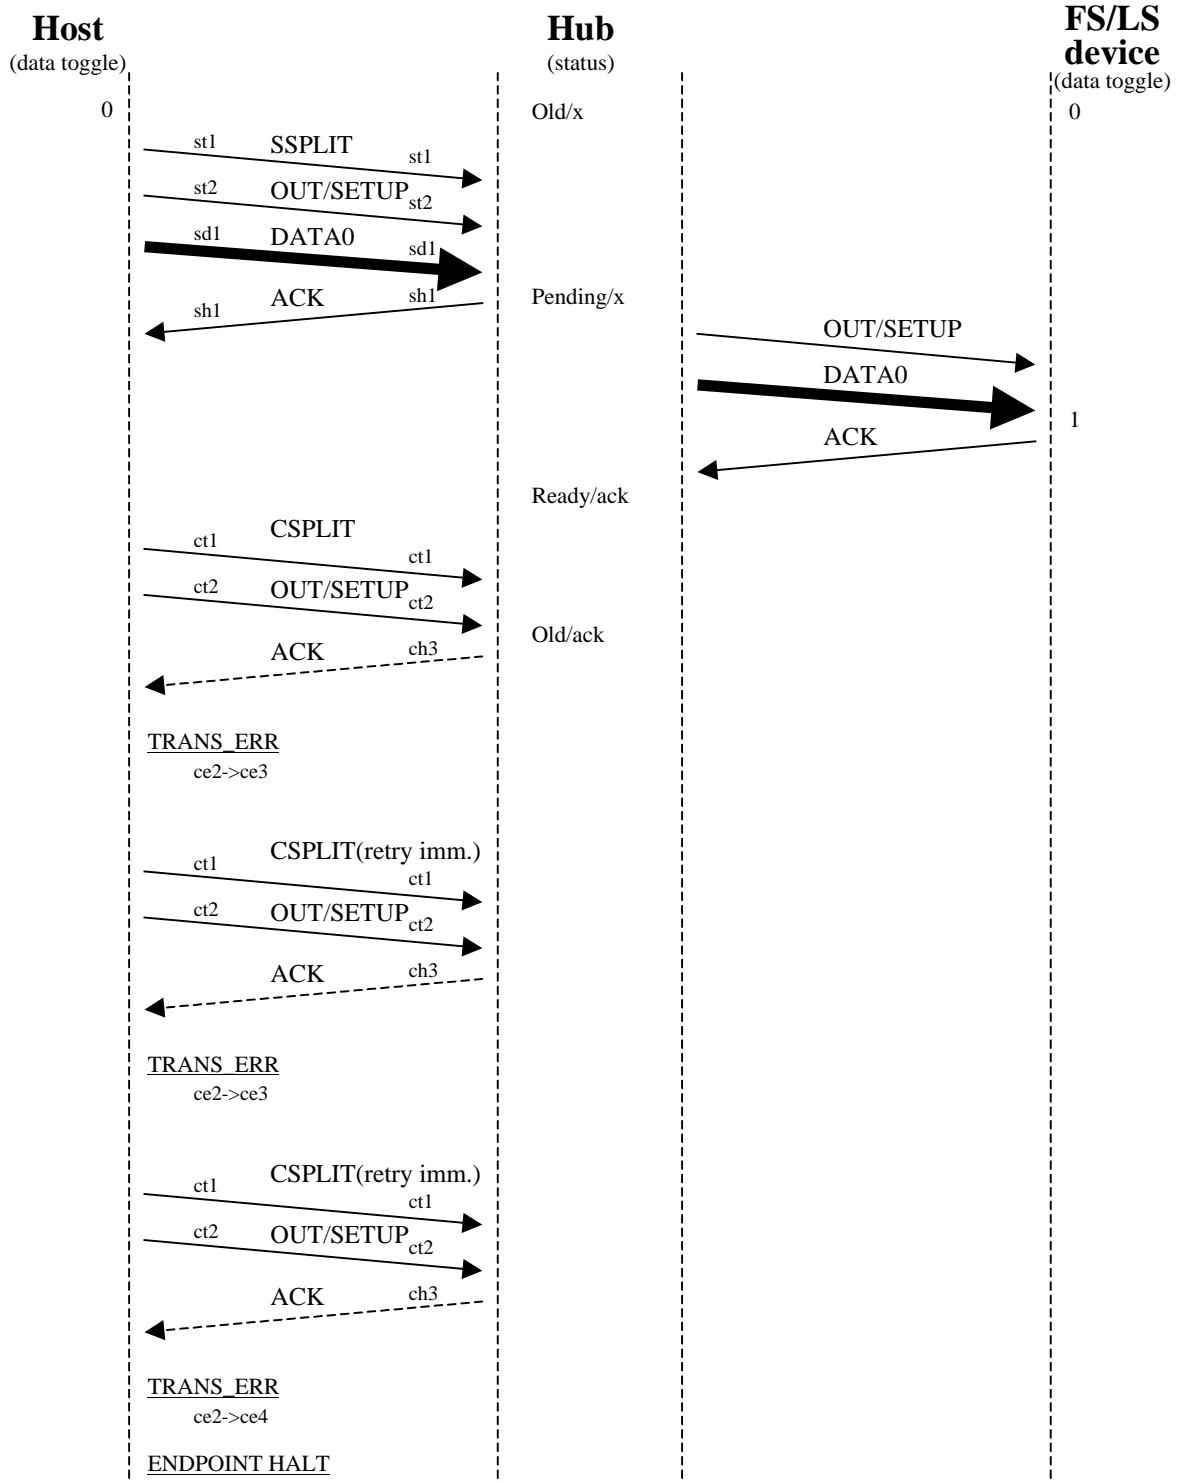 Host
(data toggle)
Hub
(status)
FS/LS
device
(data toggle)
0
Old/x
0
st1
SSPLIT
st1
st2
OUT/SETUP
st2
sd1
DATA0
sd1
sh1
ACK
sh1
Pending/x
OUT/SETUP
DATA0
1
ACK
Ready/ack
ct1
CSPLIT
ct1
ct2
OUT/SETUP
ct2
Old/ack
ACK
ch3
TRANS_ERR
ce2->ce3
ct1
CSPLIT(retry imm.)
ct1
ct2
OUT/SETUP
ct2
ACK
ch3
TRANS_ERR
ce2->ce3
ct1
CSPLIT(retry imm.)
ct1
ct2
OUT/SETUP
ct2
ACK
ch3
TRANS_ERR
ce2->ce4
ENDPOINT HALT